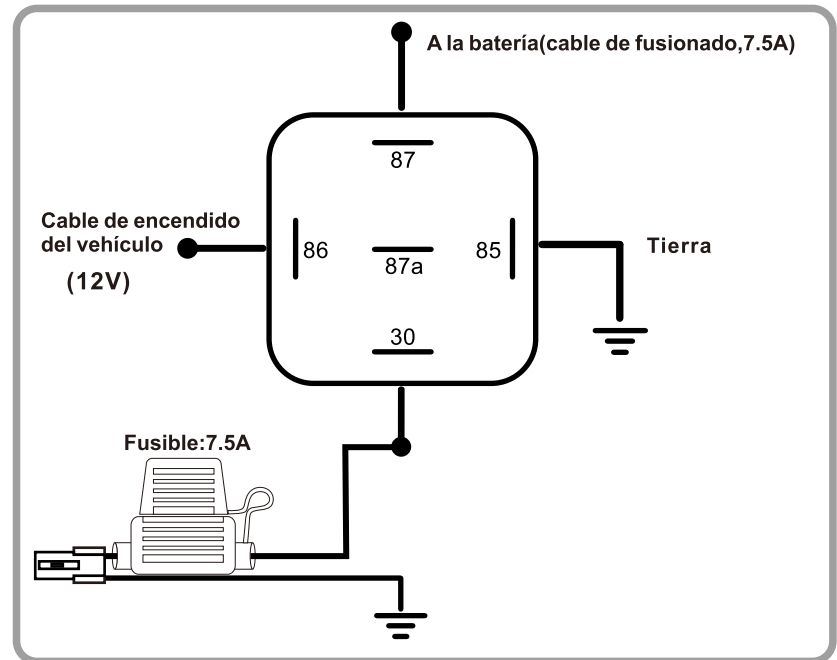 A la batería(cable de fusionado,7.5A)
87
Cable de encendido
del vehículo
(12V)
86
87a
85
Tierra
30
Fusible:7.5A